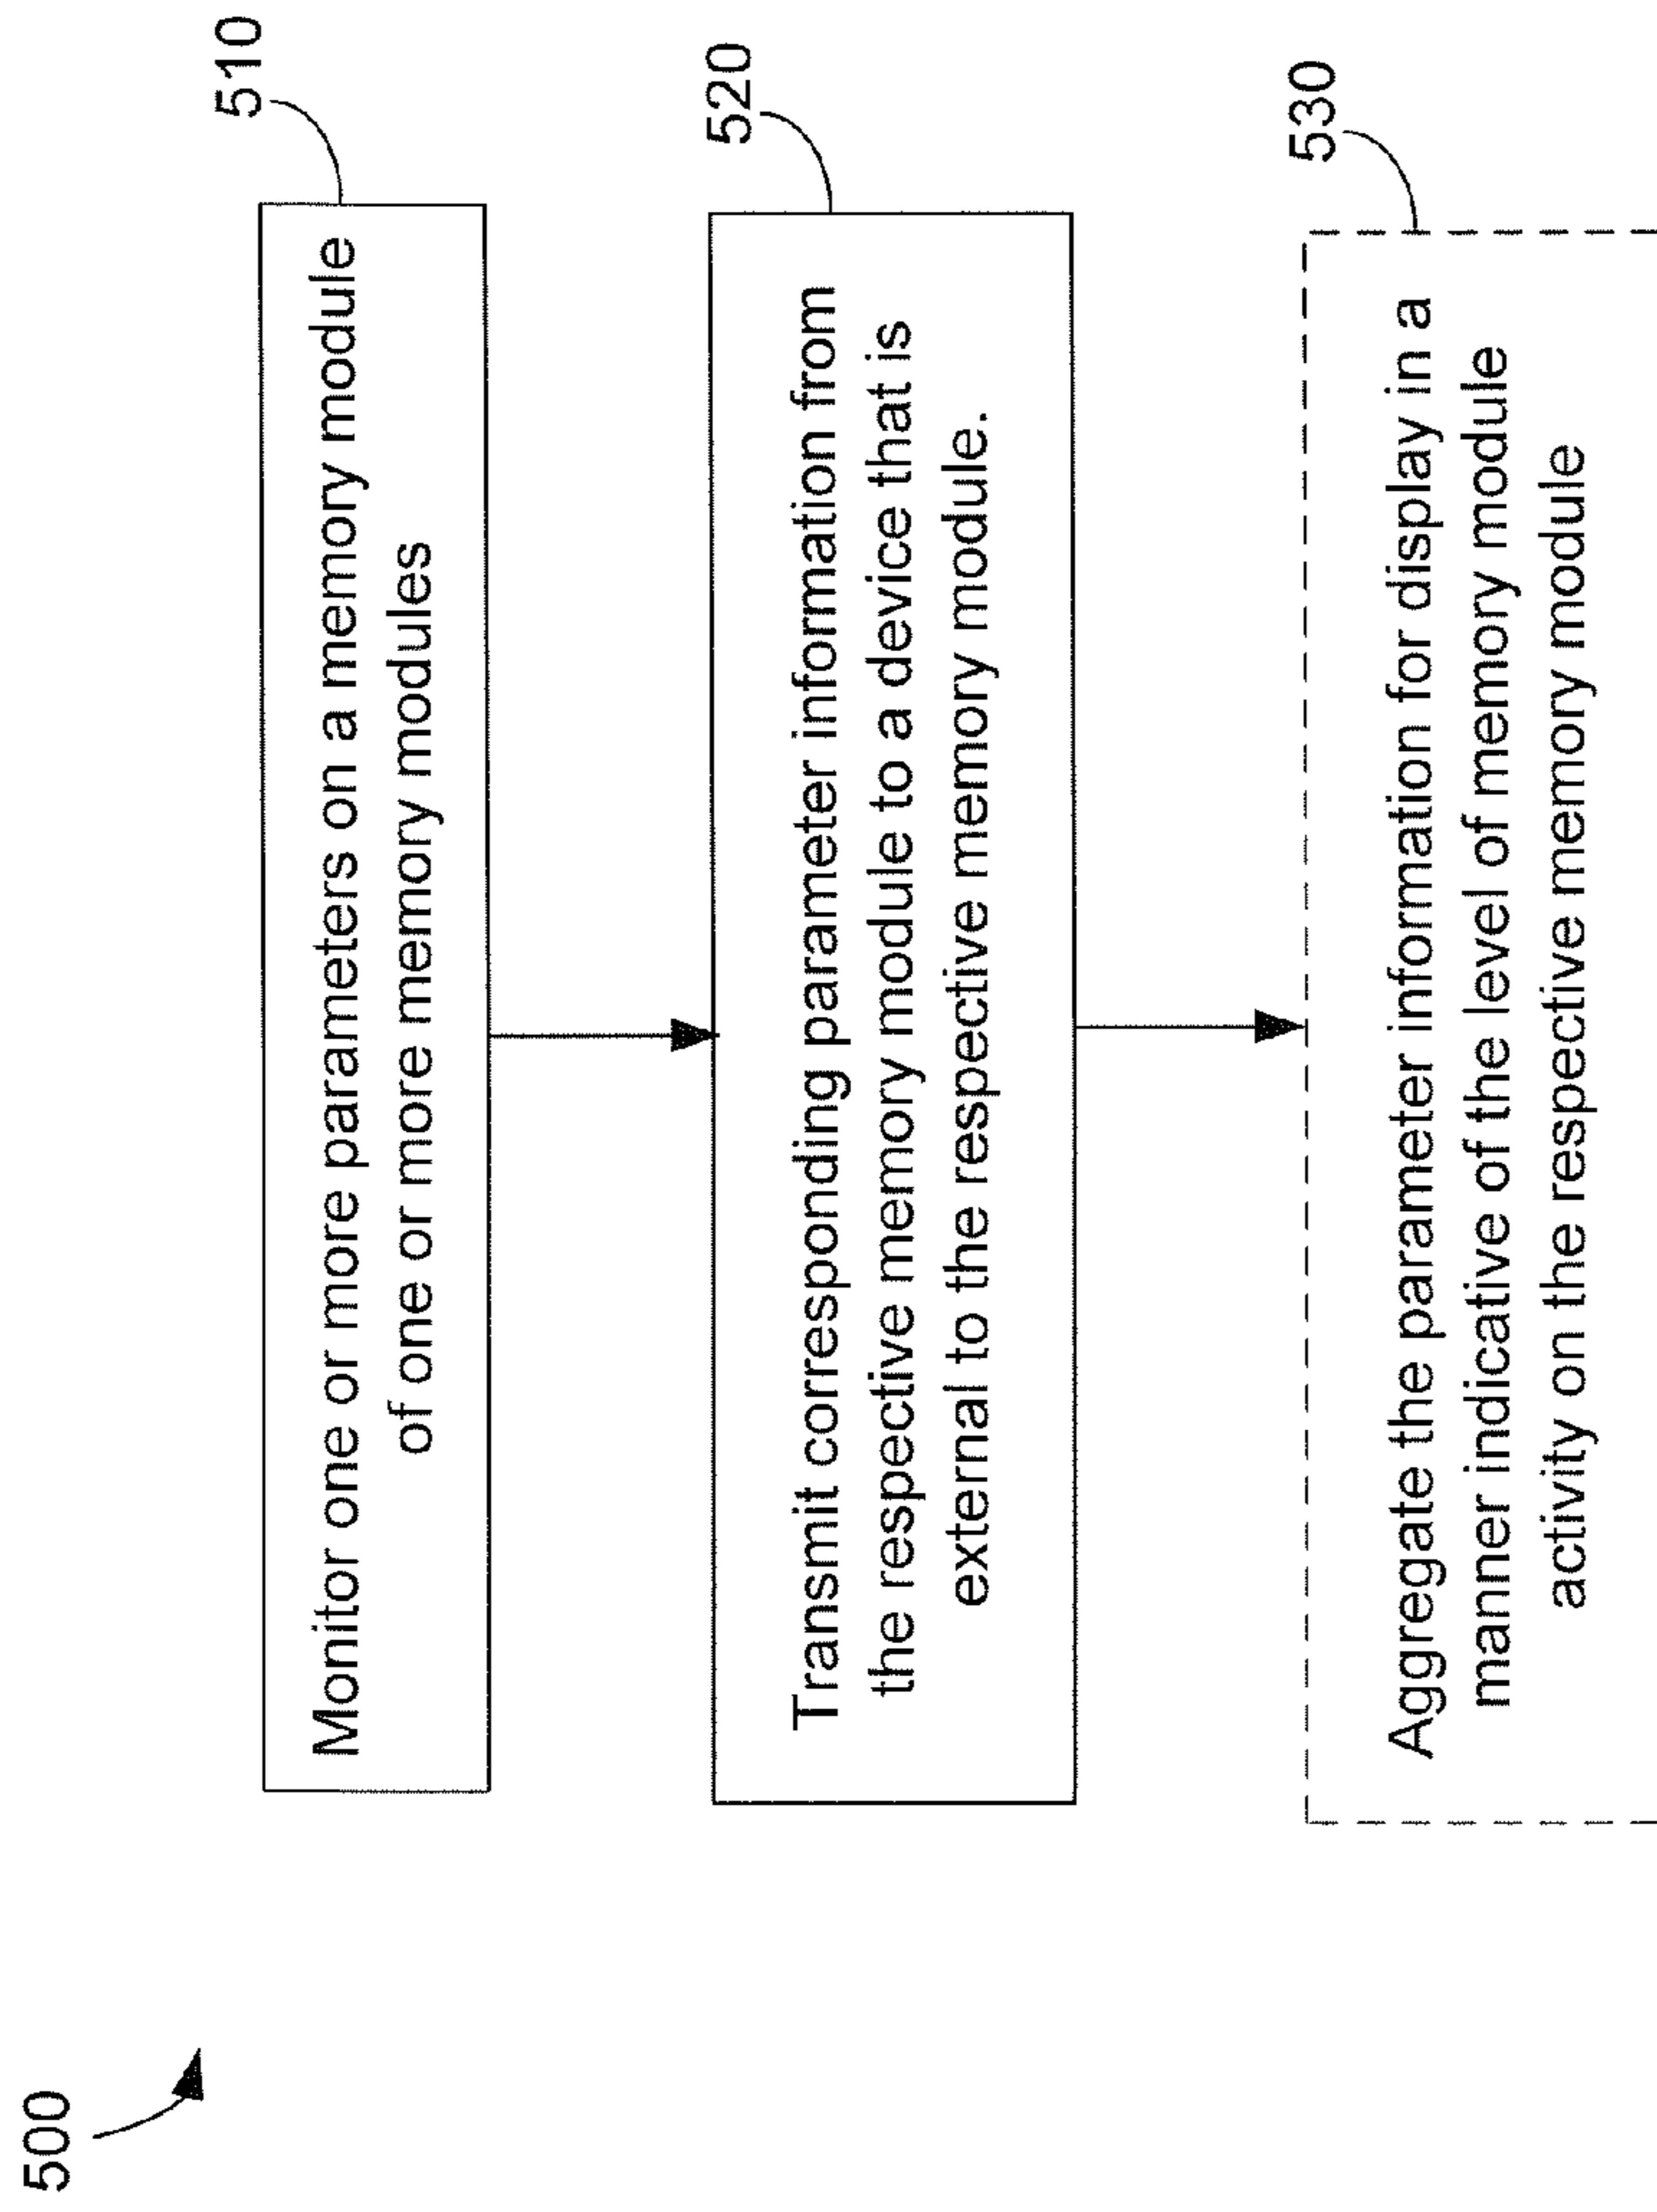 500
510
Monitor one or more parameters on a memory module
of one or more memory modules
520
Transmit corresponding parameter information from
the respective memory module to a device that is
external to the respective memory module.
530
Aggregate the parameter information for display in a
manner indicative of the level of memory module
activity on the respective memory module